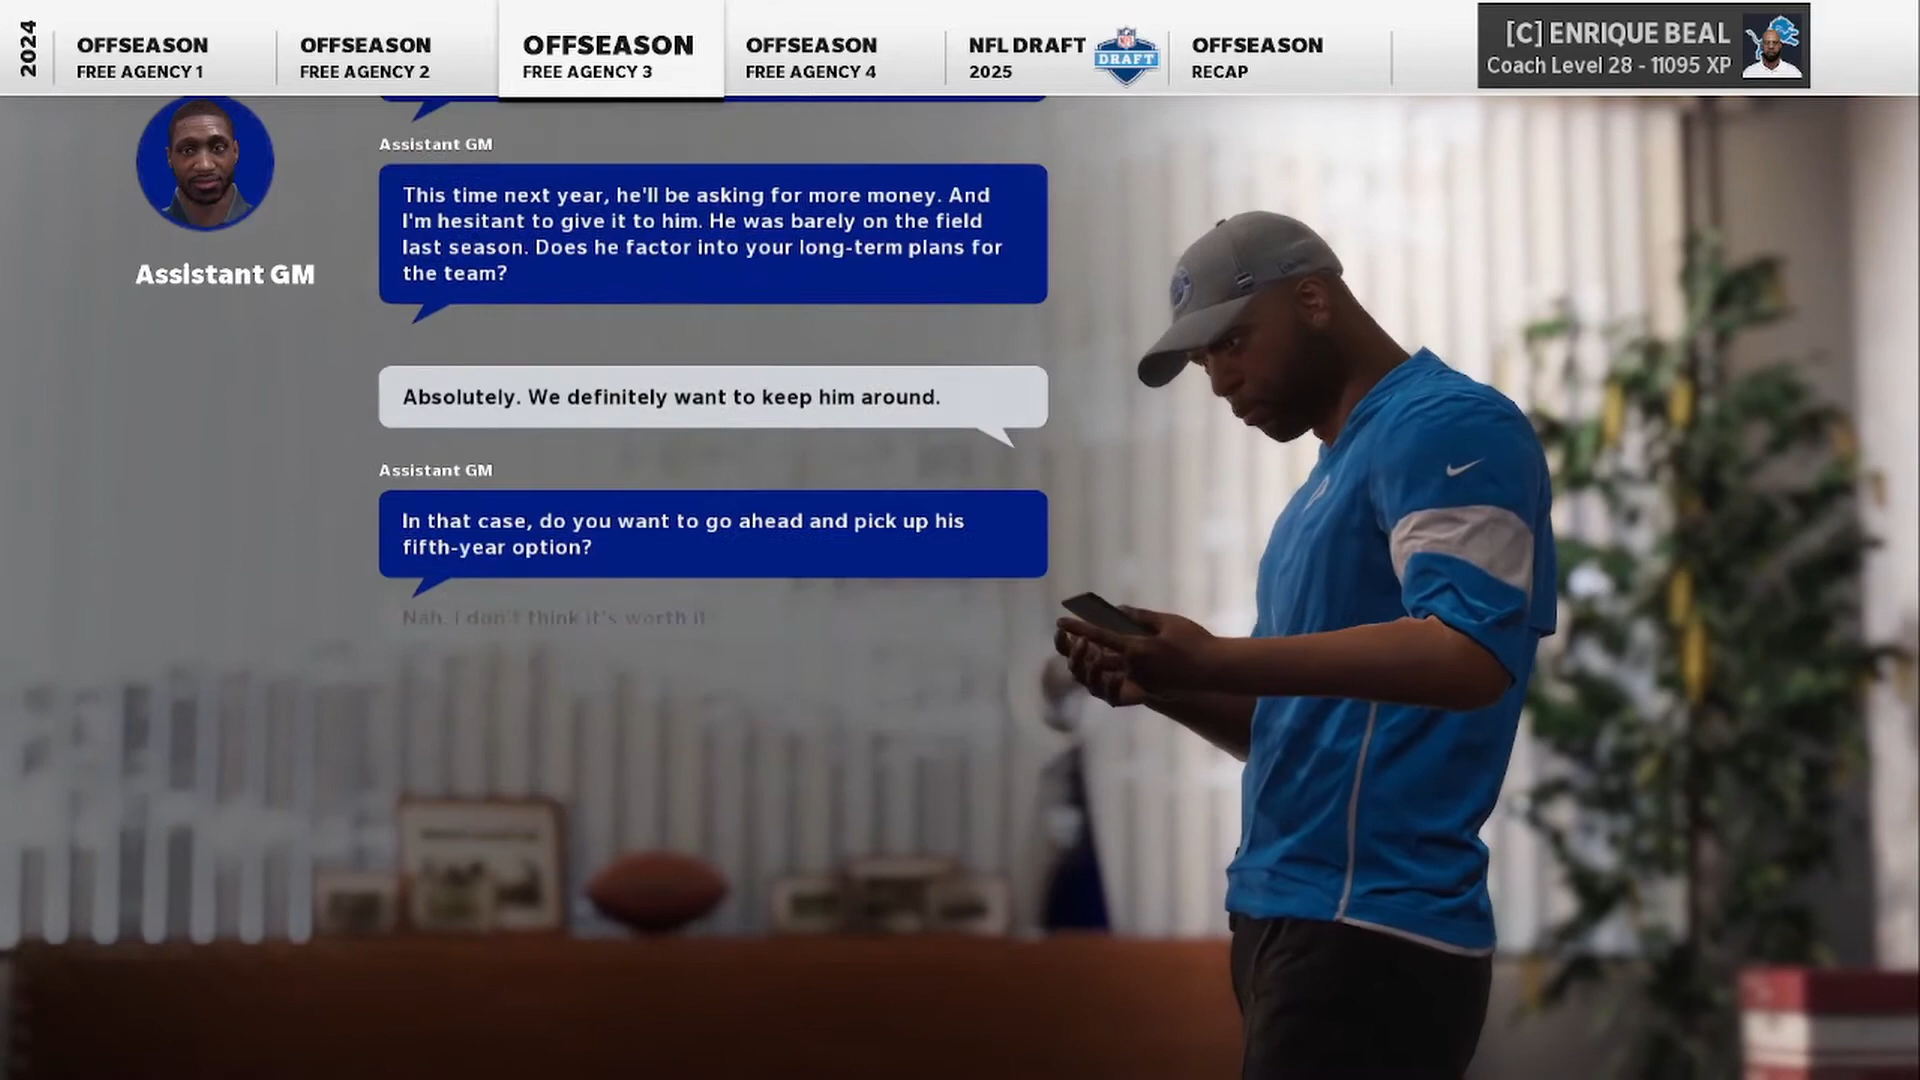 2024
OFFSEASON
FREE AGENCY 1
OFFSEASON
FREE AGENCY 2
OFFSEASON
FREE AGENCY 3
OFFSEASON
FREE AGENCY 4
NFL DRAFT
2025
NFL
DRAFT
OFFSEASON
RECAP
[C] ENRIQUE BEAL
Coach Level 28 - 11095 XP
Assistant GM
Assistant GM
This time next year, he'll be asking for more money. And
I'm hesitant to give it to him. He was barely on the field
last season. Does he factor into your long-term plans for
the team?
Absolutely. We definitely want to keep him around.
Assistant GM
In that case, do you want to go ahead and pick up his
fifth-year option?
Nah. I don't think it's worth it